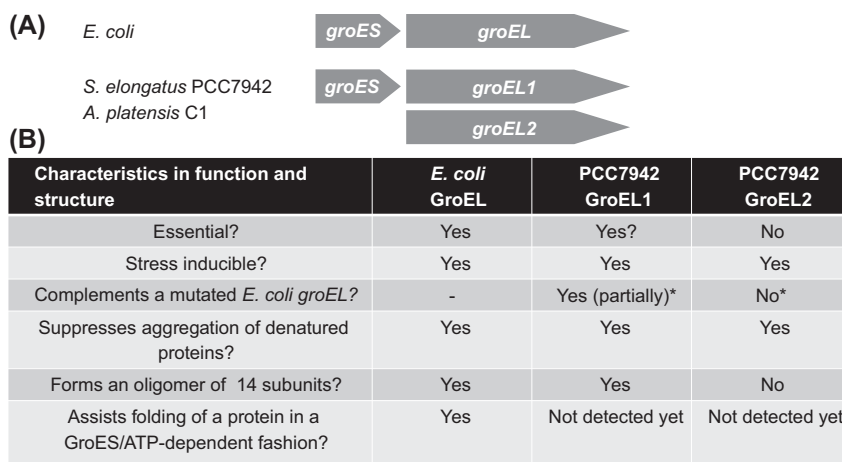 (A)
E. coli groES groEL
S. elongatus PCC7942 groES groEL1
A. platensis C1 groEL2
(B)
Characteristics in function and structure E. coli GroEL PCC7942 GroEL1 PCC7942 GroEL2
Essential? Yes Yes? No
Stress inducible? Yes Yes Yes
Complements a mutated E. coli groEL? - Yes (partially)* No*
Suppresses aggregation of denatured proteins? Yes Yes Yes
Forms an oligomer of 14 subunits? Yes Yes No
Assists folding of a protein in a GroES/ATP-dependent fashion? Yes Not detected yet Not detected yet